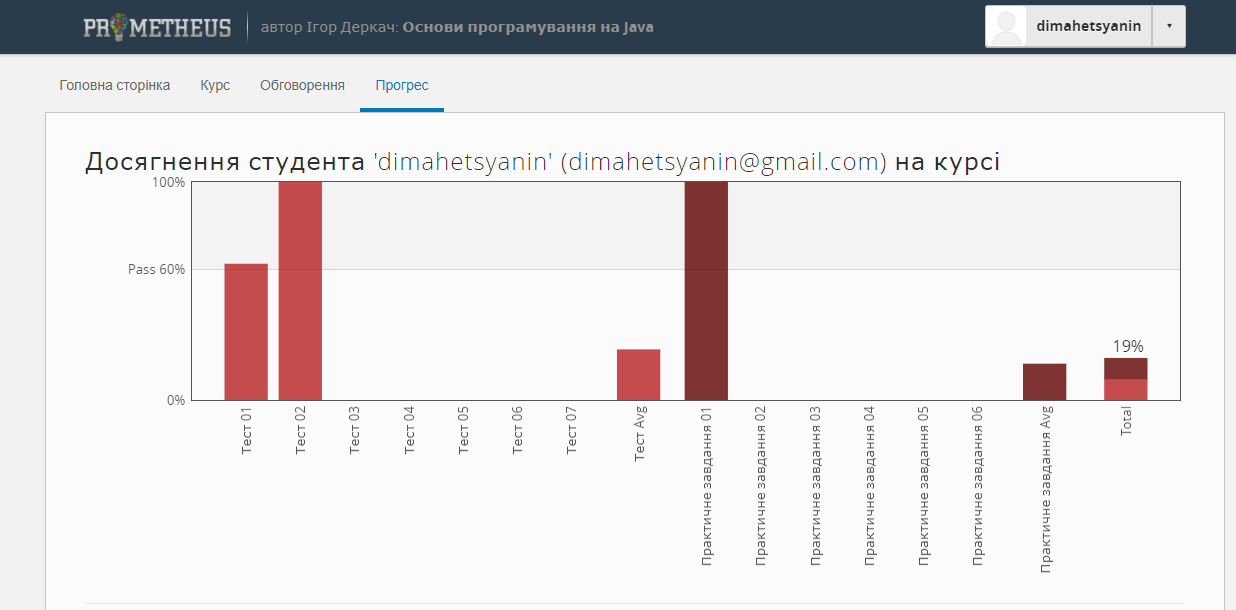 PROMETHEUS автор Ігор Деркач: Основи програмування на Java dimahetsyanin
Головна сторінка Курс Обговорення Прогрес
Досягнення студента 'dimahetsyanin' (dimahetsyanin@gmail.com) на курсі
100%
Pass 60%
19%
0%
Тест 01
Тест 02
Тест 03
Тест 04
Тест 05
Тест 06
Тест 07
Тест Avg
Практичне завдання 01
Практичне завдання 02
Практичне завдання 03
Практичне завдання 04
Практичне завдання 05
Практичне завдання 06
Практичне завдання Avg
Total